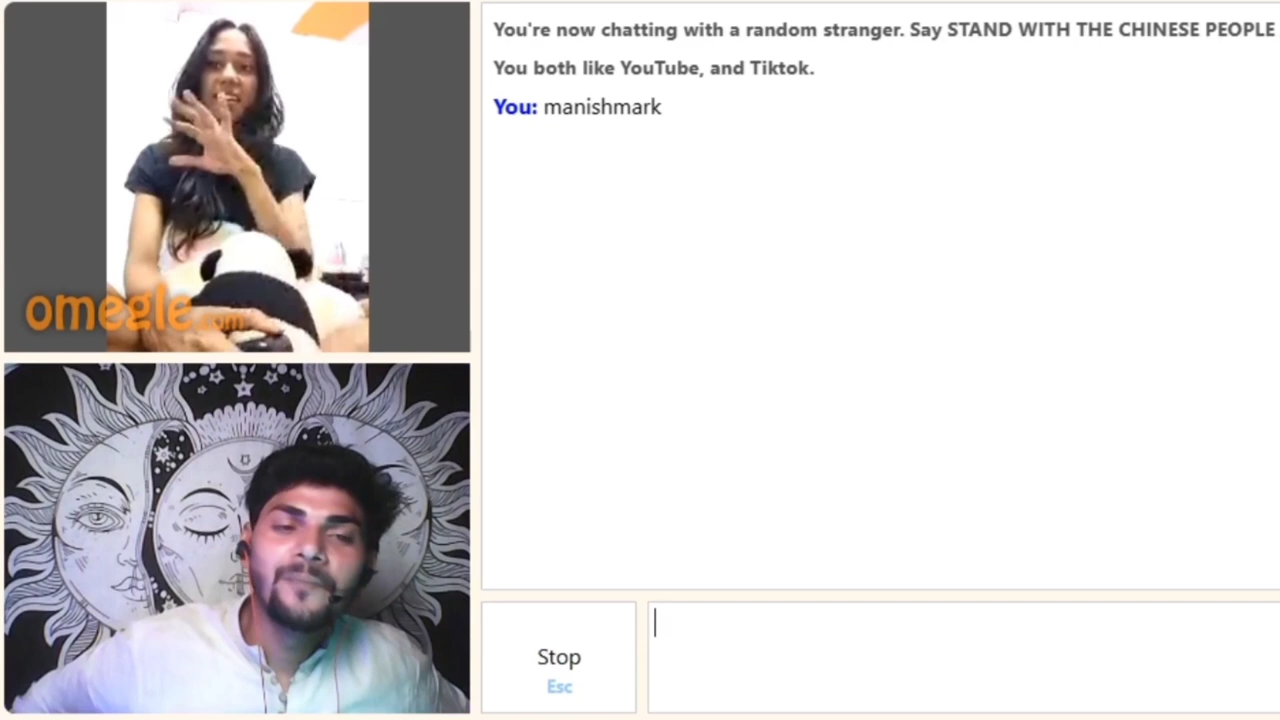 You're now chatting with a random stranger. Say STAND WITH THE CHINESE PEOPLE
You both like YouTube, and Tiktok.
You: manishmark
omegle.com
Stop
Esc